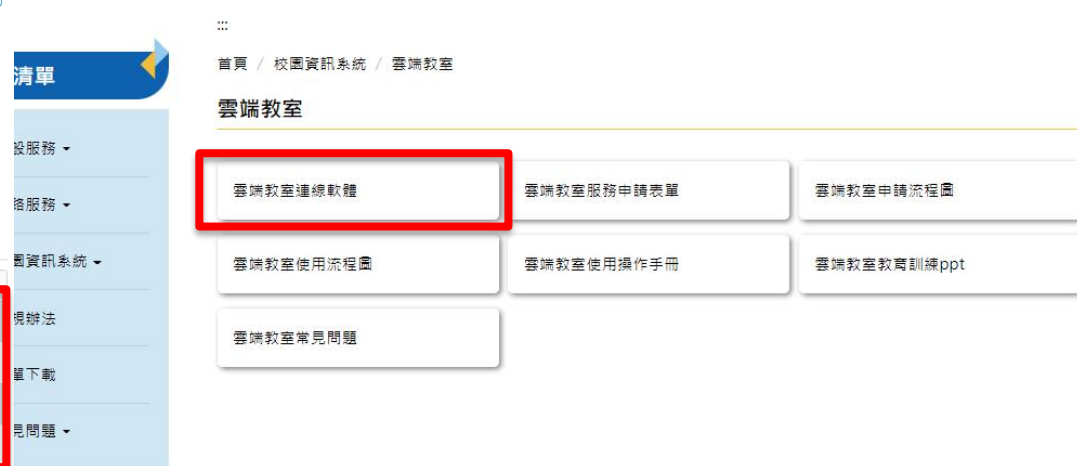 :::
首頁 / 校園資訊系統 / 雲端教室
雲端教室
雲端教室連線軟體
雲端教室服務申請表單
雲端教室申請流程圖
雲端教室使用流程圖
雲端教室使用操作手冊
雲端教室教育訓練ppt
雲端教室常見問題
清單
服務
服務
資訊系統
辦法
單下載
見問題